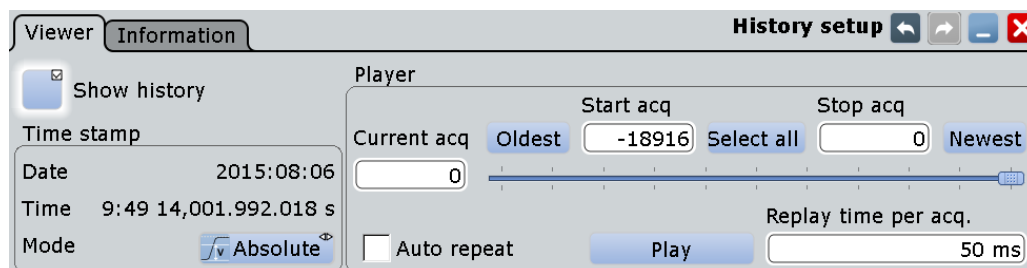 Viewer Information History setup
Show history
Player
Start acq Stop acq
Time stamp
Current acq Oldest -18916 Select all 0 Newest
Date 2015:08:06
0
Time 9:49 14,001.992.018 s
Replay time per acq.
Mode Absolute
Auto repeat Play 50 ms